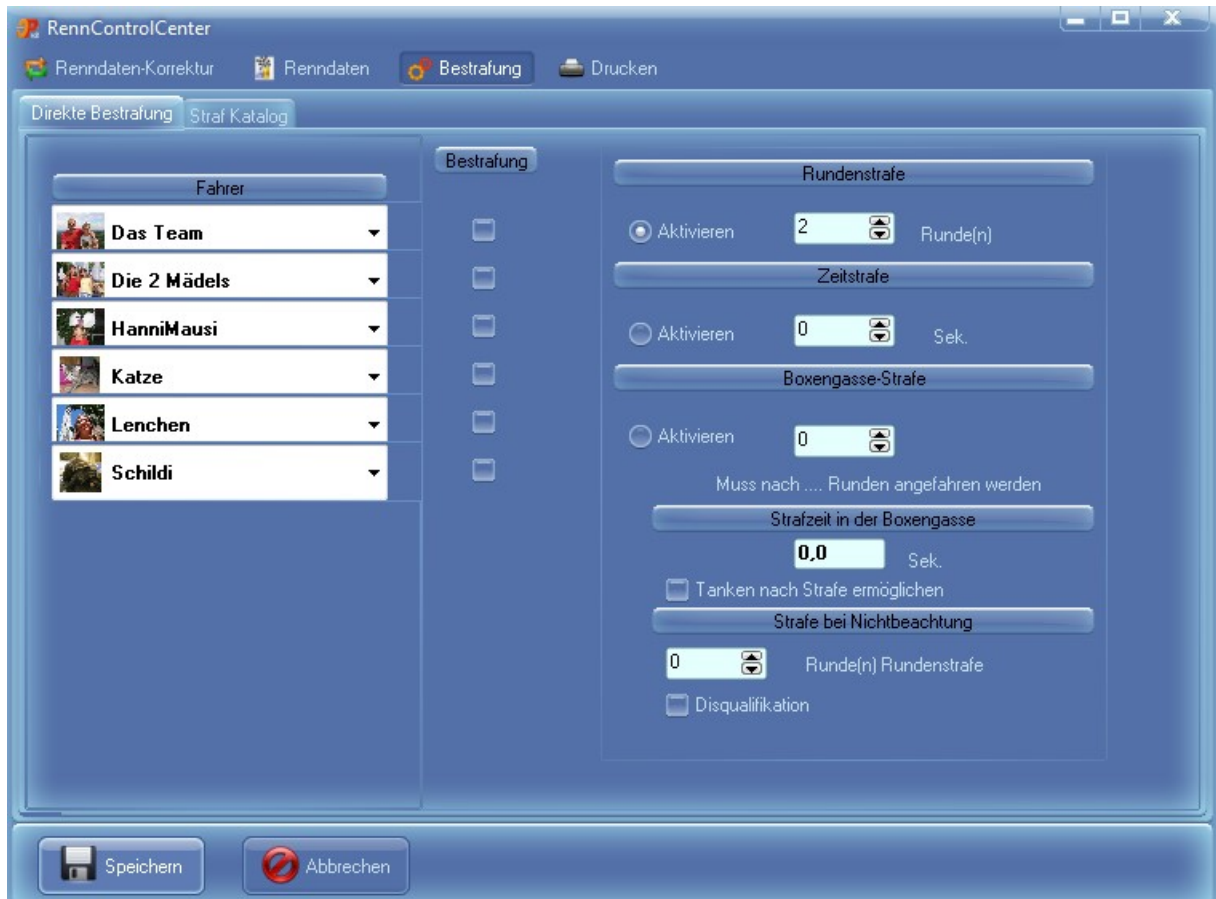 RennControlCenter
Renndaten-Korrektur Renndaten Bestrafung Drucken
Direkte Bestrafung Straf Katalog
Fahrer
Das Team
Die 2 Mädels
HanniMausi
Katze
Lenchen
Schildi
Bestrafung
Rundenstrafe
Aktivieren 2 Runde(n)
Zeitstrafe
Aktivieren 0 Sek.
Boxengasse-Strafe
Aktivieren 0
Muss nach .... Runden angefahren werden
Strafzeit in der Boxengasse
0,0 Sek.
Tanken nach Strafe ermöglichen
Strafe bei Nichtbeachtung
0 Runde(n) Rundenstrafe
Disqualifikation
Speichern Abbrechen